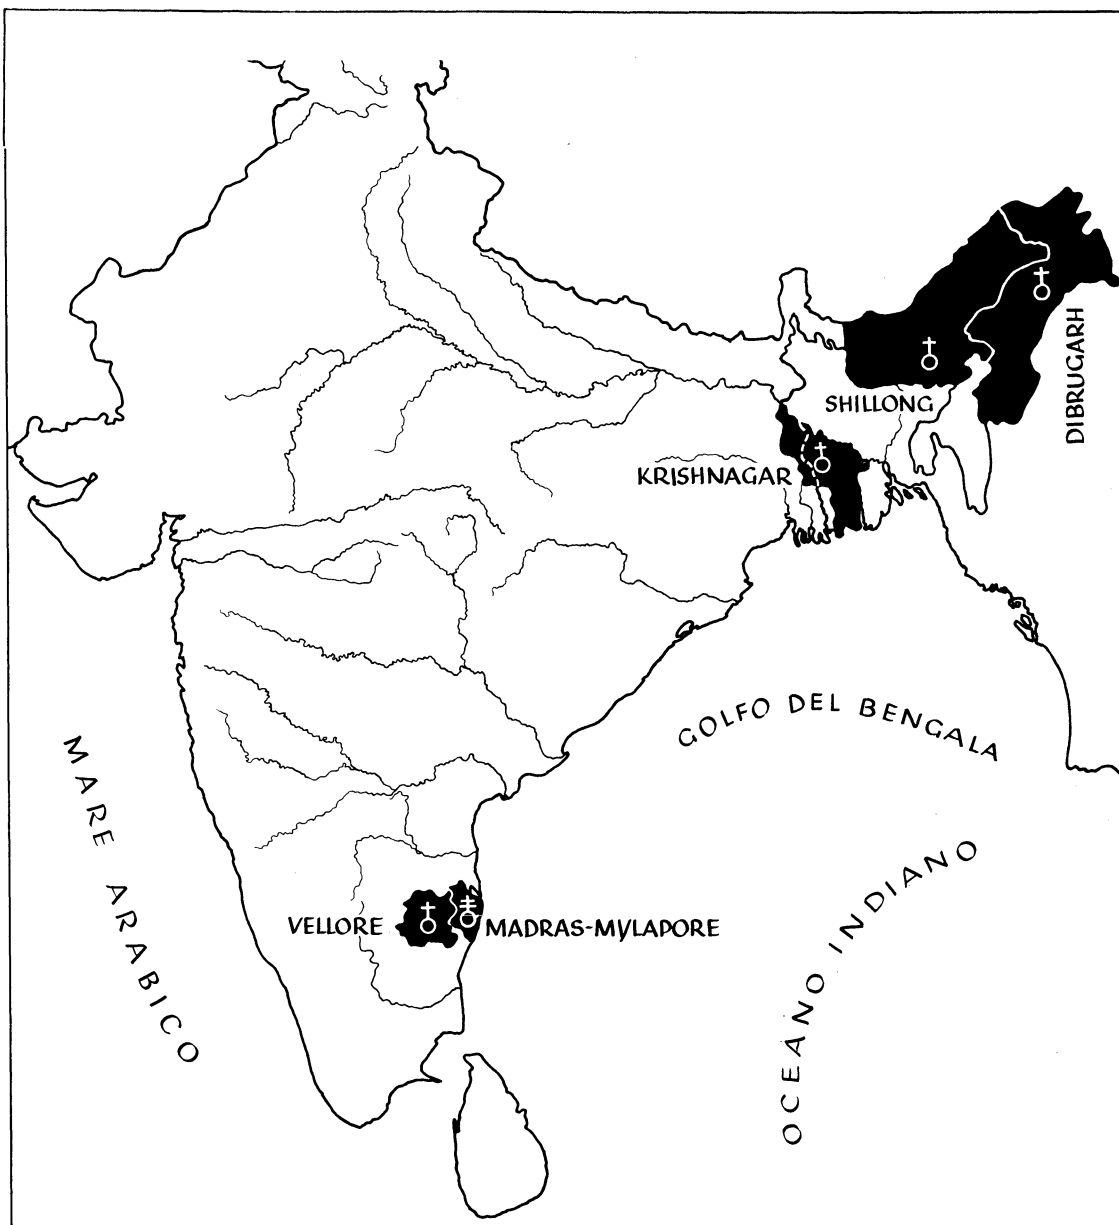 DIBRUGARH
SHILLONG
KRISHNAGAR
GOLFO DEL BENGALA
MARE ARABICO
OCEANO INDIANO
VELLORE
MADRAS-MYLAPORE